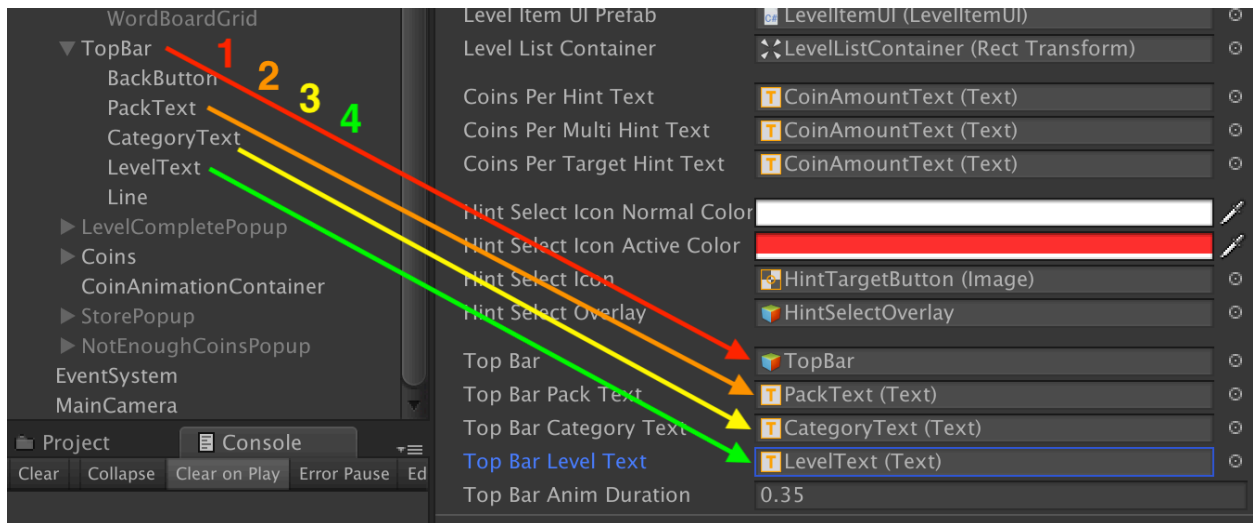 WordBoardGrid
TopBar
BackButton
PackText
CategoryText
LevelText
Line
LevelCompletePopup
Coins
CoinAnimationContainer
StorePopup
NotEnoughCoinsPopup
EventSystem
MainCamera
1
2
3
4
Project
Console
Clear Collapse Clear on Play Error Pause Ed
Level Item UI Prefab LevelItemUI (LevelItemUI)
Level List Container LevelListContainer (Rect Transform)
Coins Per Hint Text CoinAmountText (Text)
Coins Per Multi Hint Text CoinAmountText (Text)
Coins Per Target Hint Text CoinAmountText (Text)
Hint Select Icon Normal Color
Hint Select Icon Active Color
Hint Select Icon HintTargetButton (Image)
Hint Select Overlay HintSelectOverlay
Top Bar TopBar
Top Bar Pack Text PackText (Text)
Top Bar Category Text CategoryText (Text)
Top Bar Level Text LevelText (Text)
Top Bar Anim Duration 0.35